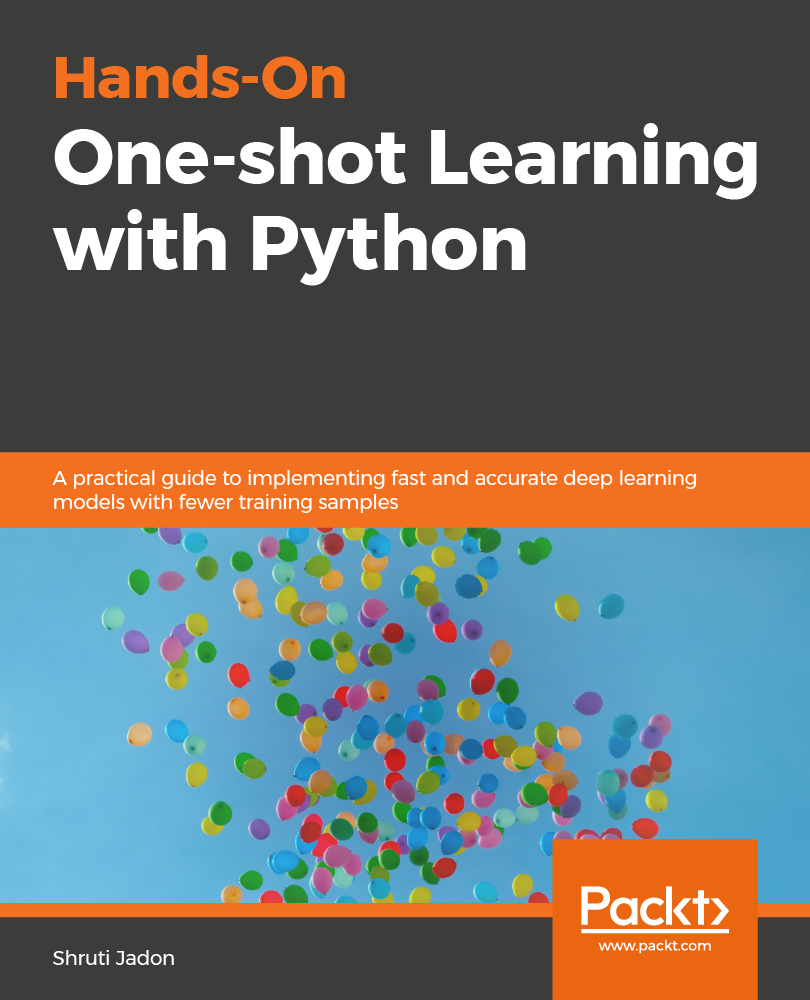 Hands-On
One-shot Learning
with Python
A practical guide to implementing fast and accurate deep learning
models with fewer training samples
Packt>
www.packt.com
Shruti Jadon